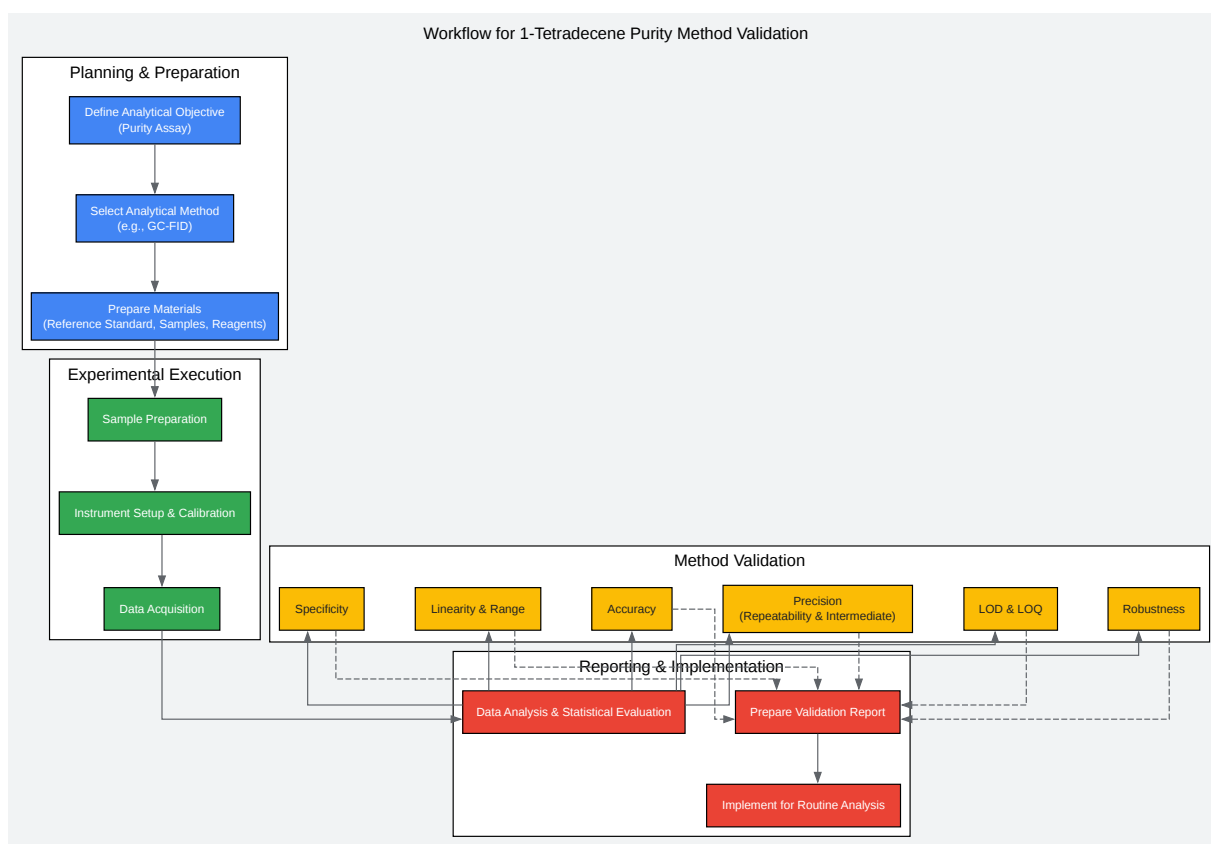 Workflow for 1-Tetradecene Purity Method Validation
Planning & Preparation
Define Analytical Objective
(Purity Assay)
Select Analytical Method
(e.g., GC-FID)
Prepare Materials
(Reference Standard, Samples, Reagents)
Experimental Execution
Sample Preparation
Instrument Setup & Calibration
Data Acquisition
Method Validation
Specificity
Linearity & Range
Accuracy
Precision
(Repeatability & Intermediate)
LOD & LOQ
Robustness
Reporting & Implementation
Data Analysis & Statistical Evaluation
Prepare Validation Report
Implement for Routine Analysis